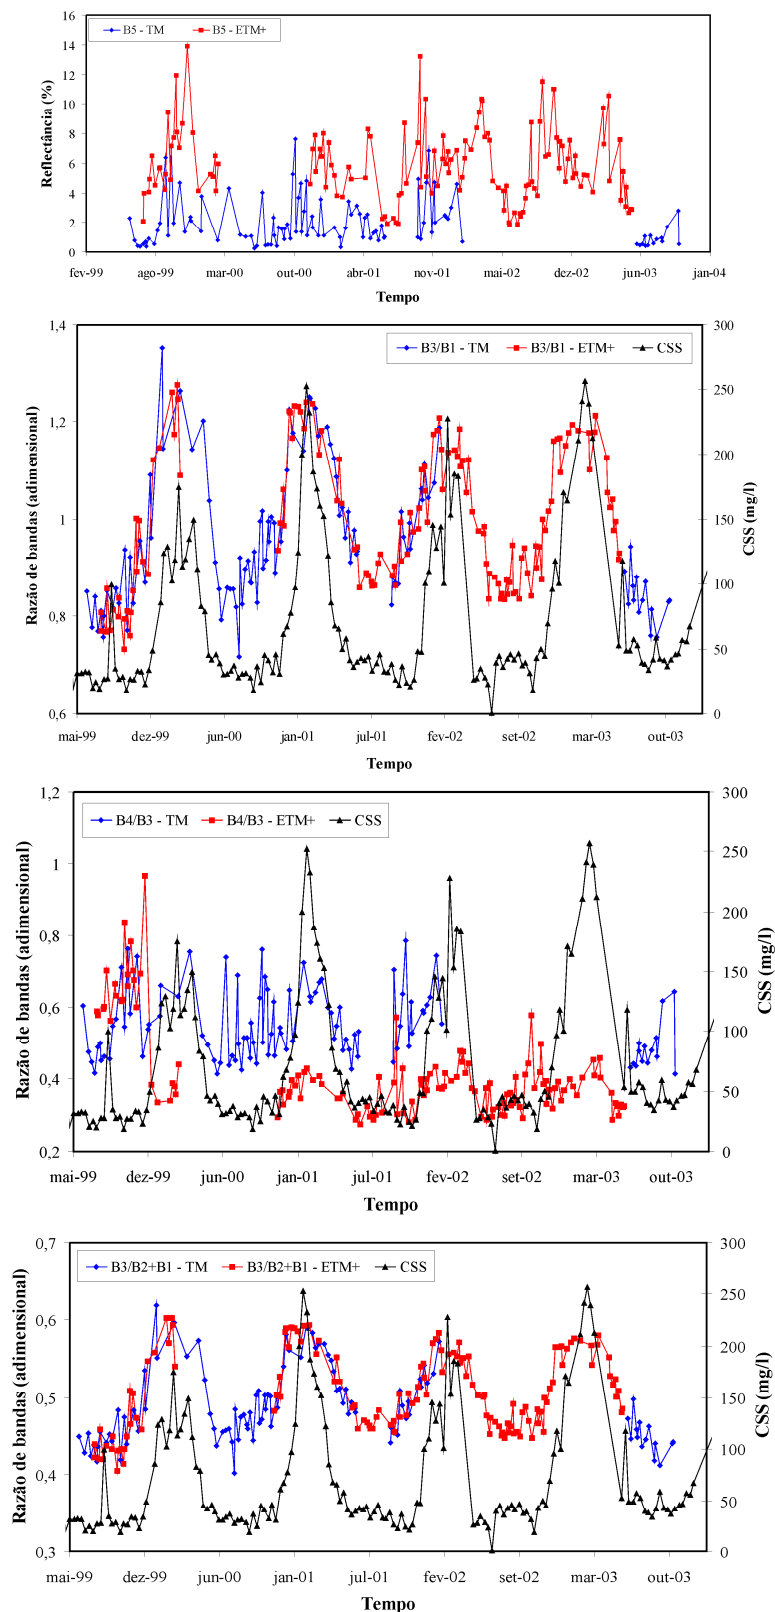 16
14
12
10
8
6
4
2
0
Reflectância (%)
B5 - TM
B5 - ETM+
fev-99 ago-99 mar-00 out-00 abr-01 nov-01 mai-02 dez-02 jun-03 jan-04
Tempo
1,4
1,2
1
0,8
0,6
Razão de bandas (adimensional)
B3/B1 - TM
B3/B1 - ETM+
CSS
300
250
200
150
100
50
0
CSS (mg/l)
mai-99 dez-99 jun-00 jan-01 jul-01 fev-02 set-02 mar-03 out-03
Tempo
1,2
1
0,8
0,6
0,4
0,2
Razão de bandas (adimensional)
B4/B3 - TM
B4/B3 - ETM+
CSS
300
250
200
150
100
50
0
CSS (mg/l)
mai-99 dez-99 jun-00 jan-01 jul-01 fev-02 set-02 mar-03 out-03
Tempo
0,7
0,6
0,5
0,4
0,3
Razão de bandas (adimensional)
B3/B2+B1 - TM
B3/B2+B1 - ETM+
CSS
300
250
200
150
100
50
0
CSS (mg/l)
mai-99 dez-99 jun-00 jan-01 jul-01 fev-02 set-02 mar-03 out-03
Tempo